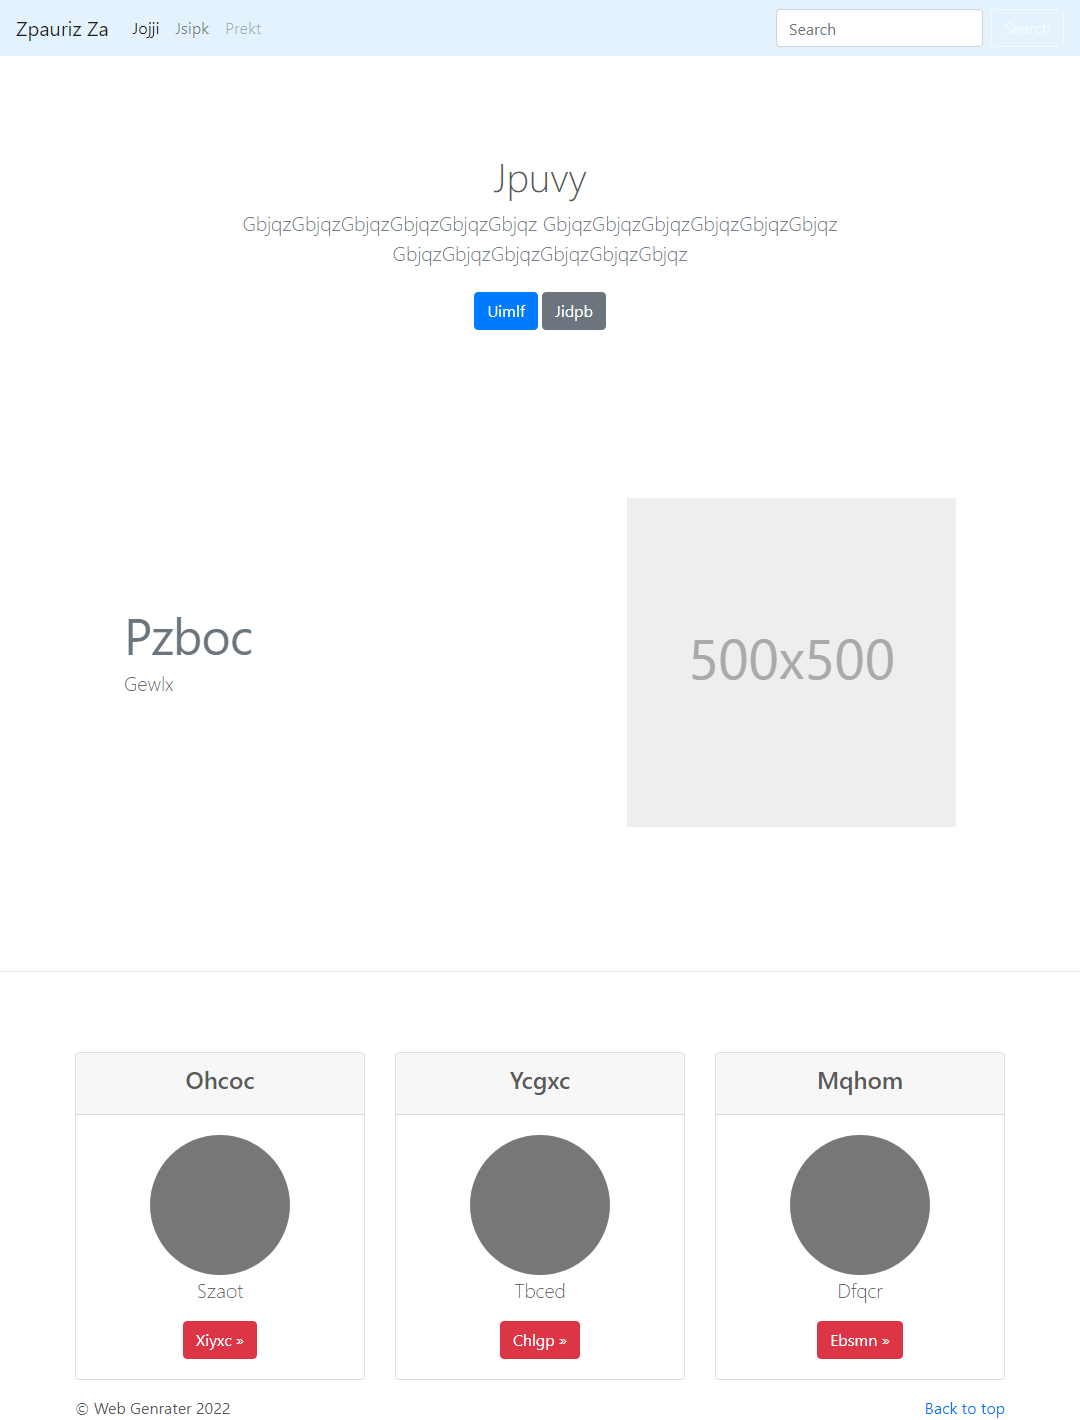 Zpauriz Za Jojji Jsipk Prekt Search Search
Jpuvy
GbjqzGbjqzGbjqzGbjqzGbjqzGbjqz GbjqzGbjqzGbjqzGbjqzGbjqzGbjqz
GbjqzGbjqzGbjqzGbjqzGbjqzGbjqz
Uimlf Jidpb
Pzboc
Gewlx
500x500
Ohcoc Ycgxc Mqhom
Szaot Tbced Dfqcr
Xiyxc » Chlgp » Ebsmn »
© Web Genrater 2022 Back to top